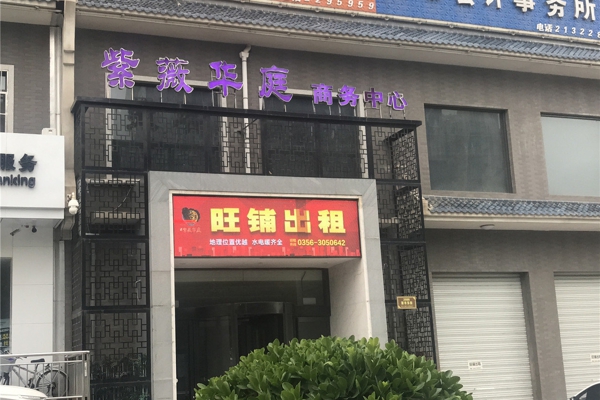 事务所
电话21322
5295959
紫薇华庭 商务中心
服务
anking
旺铺出租
地理位置优越 水电暖齐全
0356-3050642